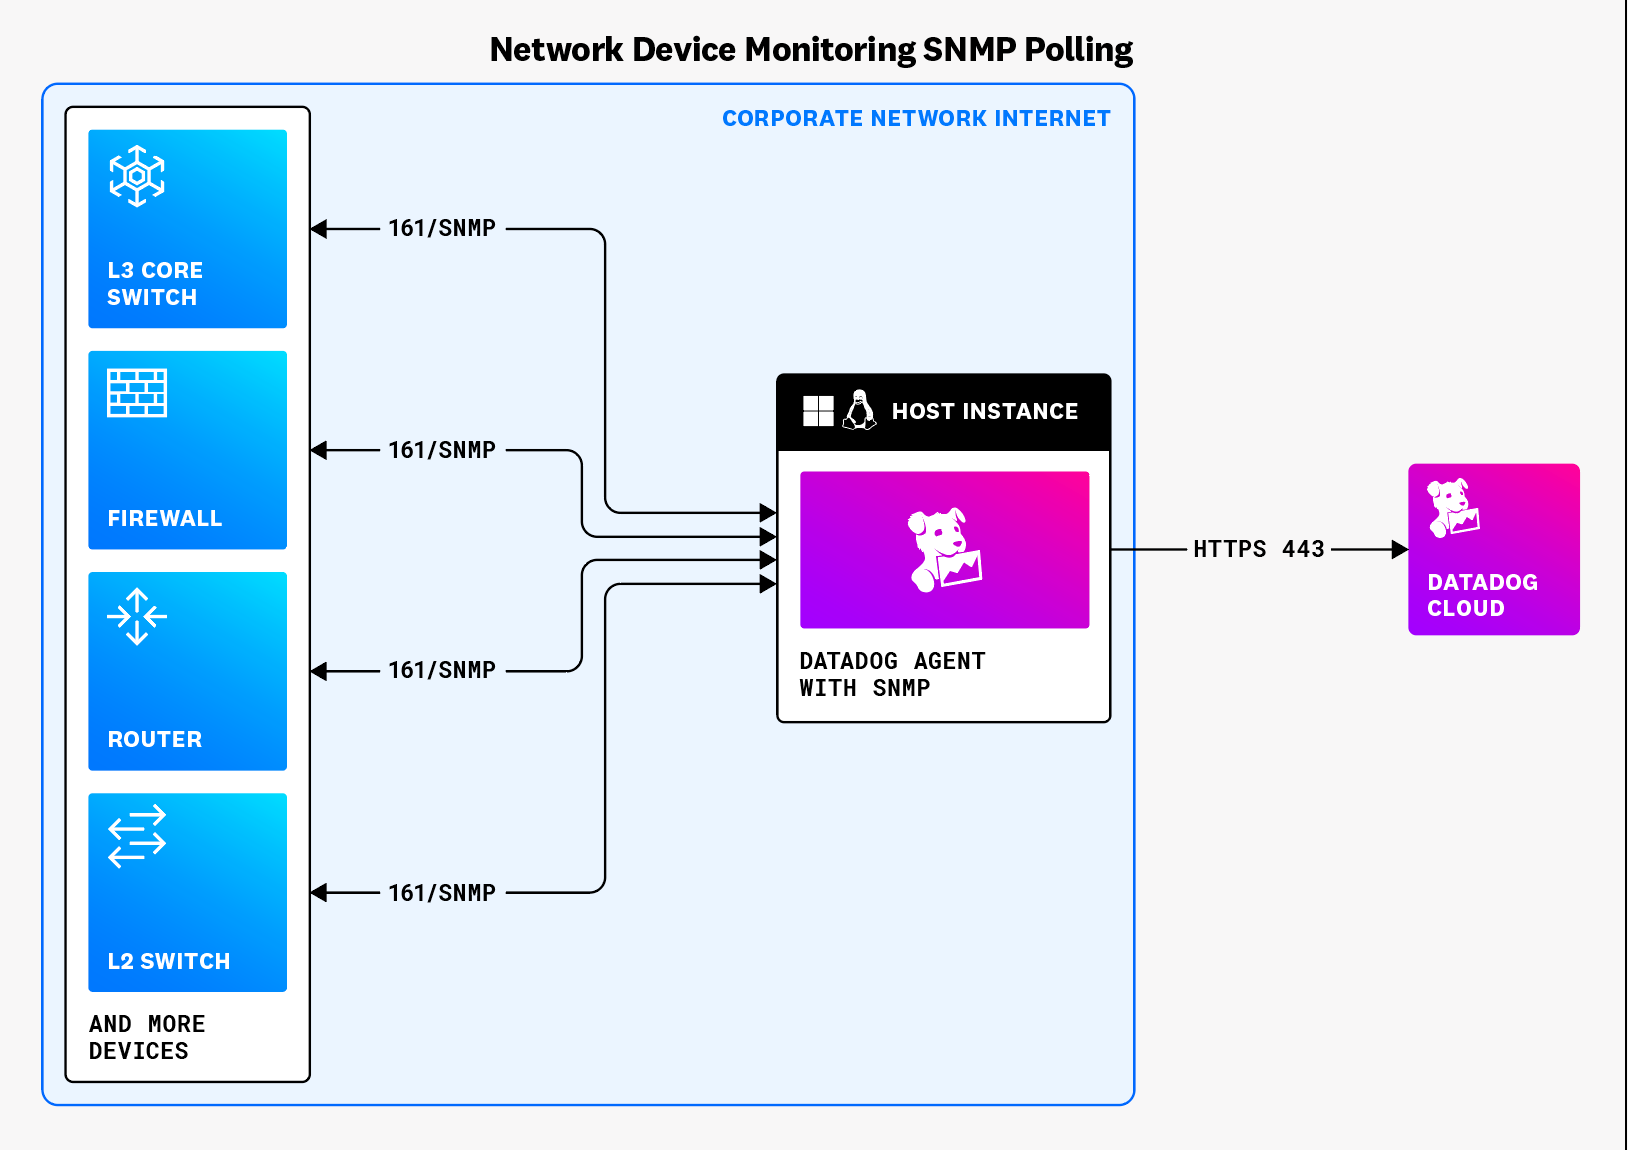 Network Device Monitoring SNMP Polling
CORPORATE NETWORK INTERNET
L3 CORE
SWITCH
161/SNMP
FIREWALL
161/SNMP
ROUTER
161/SNMP
L2 SWITCH
161/SNMP
AND MORE
DEVICES
HOST INSTANCE
DATADOG AGENT
WITH SNMP
HTTPS 443
DATADOG
CLOUD